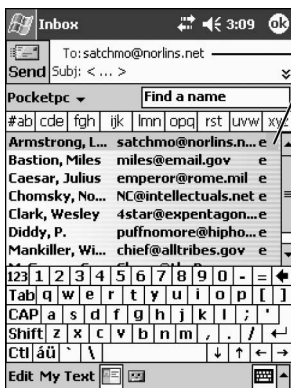 Inbox 3:09 ok
To: satchmo@norlins.net
Send Subj: < ... >
Pocketpc Find a name
#ab cde fgh ijk lmn opq rst uvw xyz
Armstrong, L... satchmo@norlins.n... e
Bastion, Miles miles@email.gov e
Caesar, Julius emperor@rome.mil e
Chomsky, No... NC@intellectuals.net e
Clark, Wesley 4star@expentagon... e
Diddy, P. puffnomore@hipho... e
Mankiller, Wi... chief@alltribes.gov e
123 1 2 3 4 5 6 7 8 9 0 - = 
Tab q w e r t y u i o p [ ]
CAP a s d f g h j k l ; '
Shift z x c v b n m , . /
Ctl áü ` \ ↓ ↑ ← →
Edit My Text